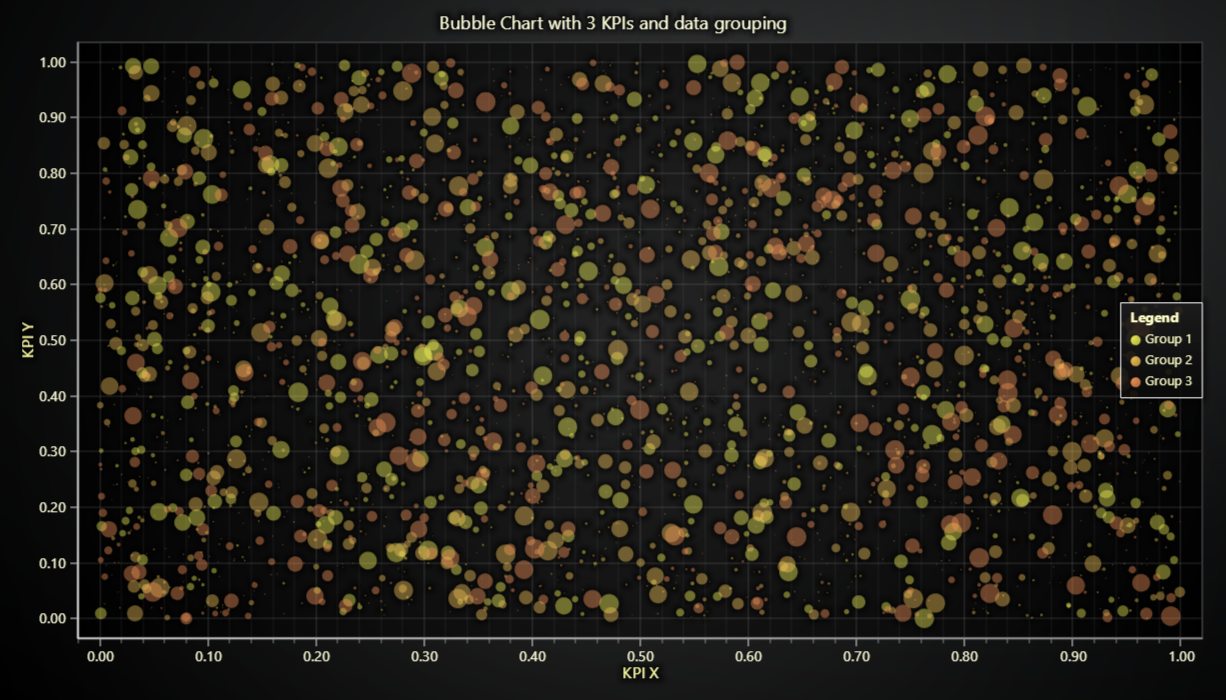 Bubble Chart with 3 KPIs and data grouping
1.00
0.90
0.80
0.70
0.60
0.50
0.40
0.30
0.20
0.10
0.00
KPI Y
Legend
Group 1
Group 2
Group 3
0.00 0.10 0.20 0.30 0.40 0.50 0.60 0.70 0.80 0.90 1.00
KPI X